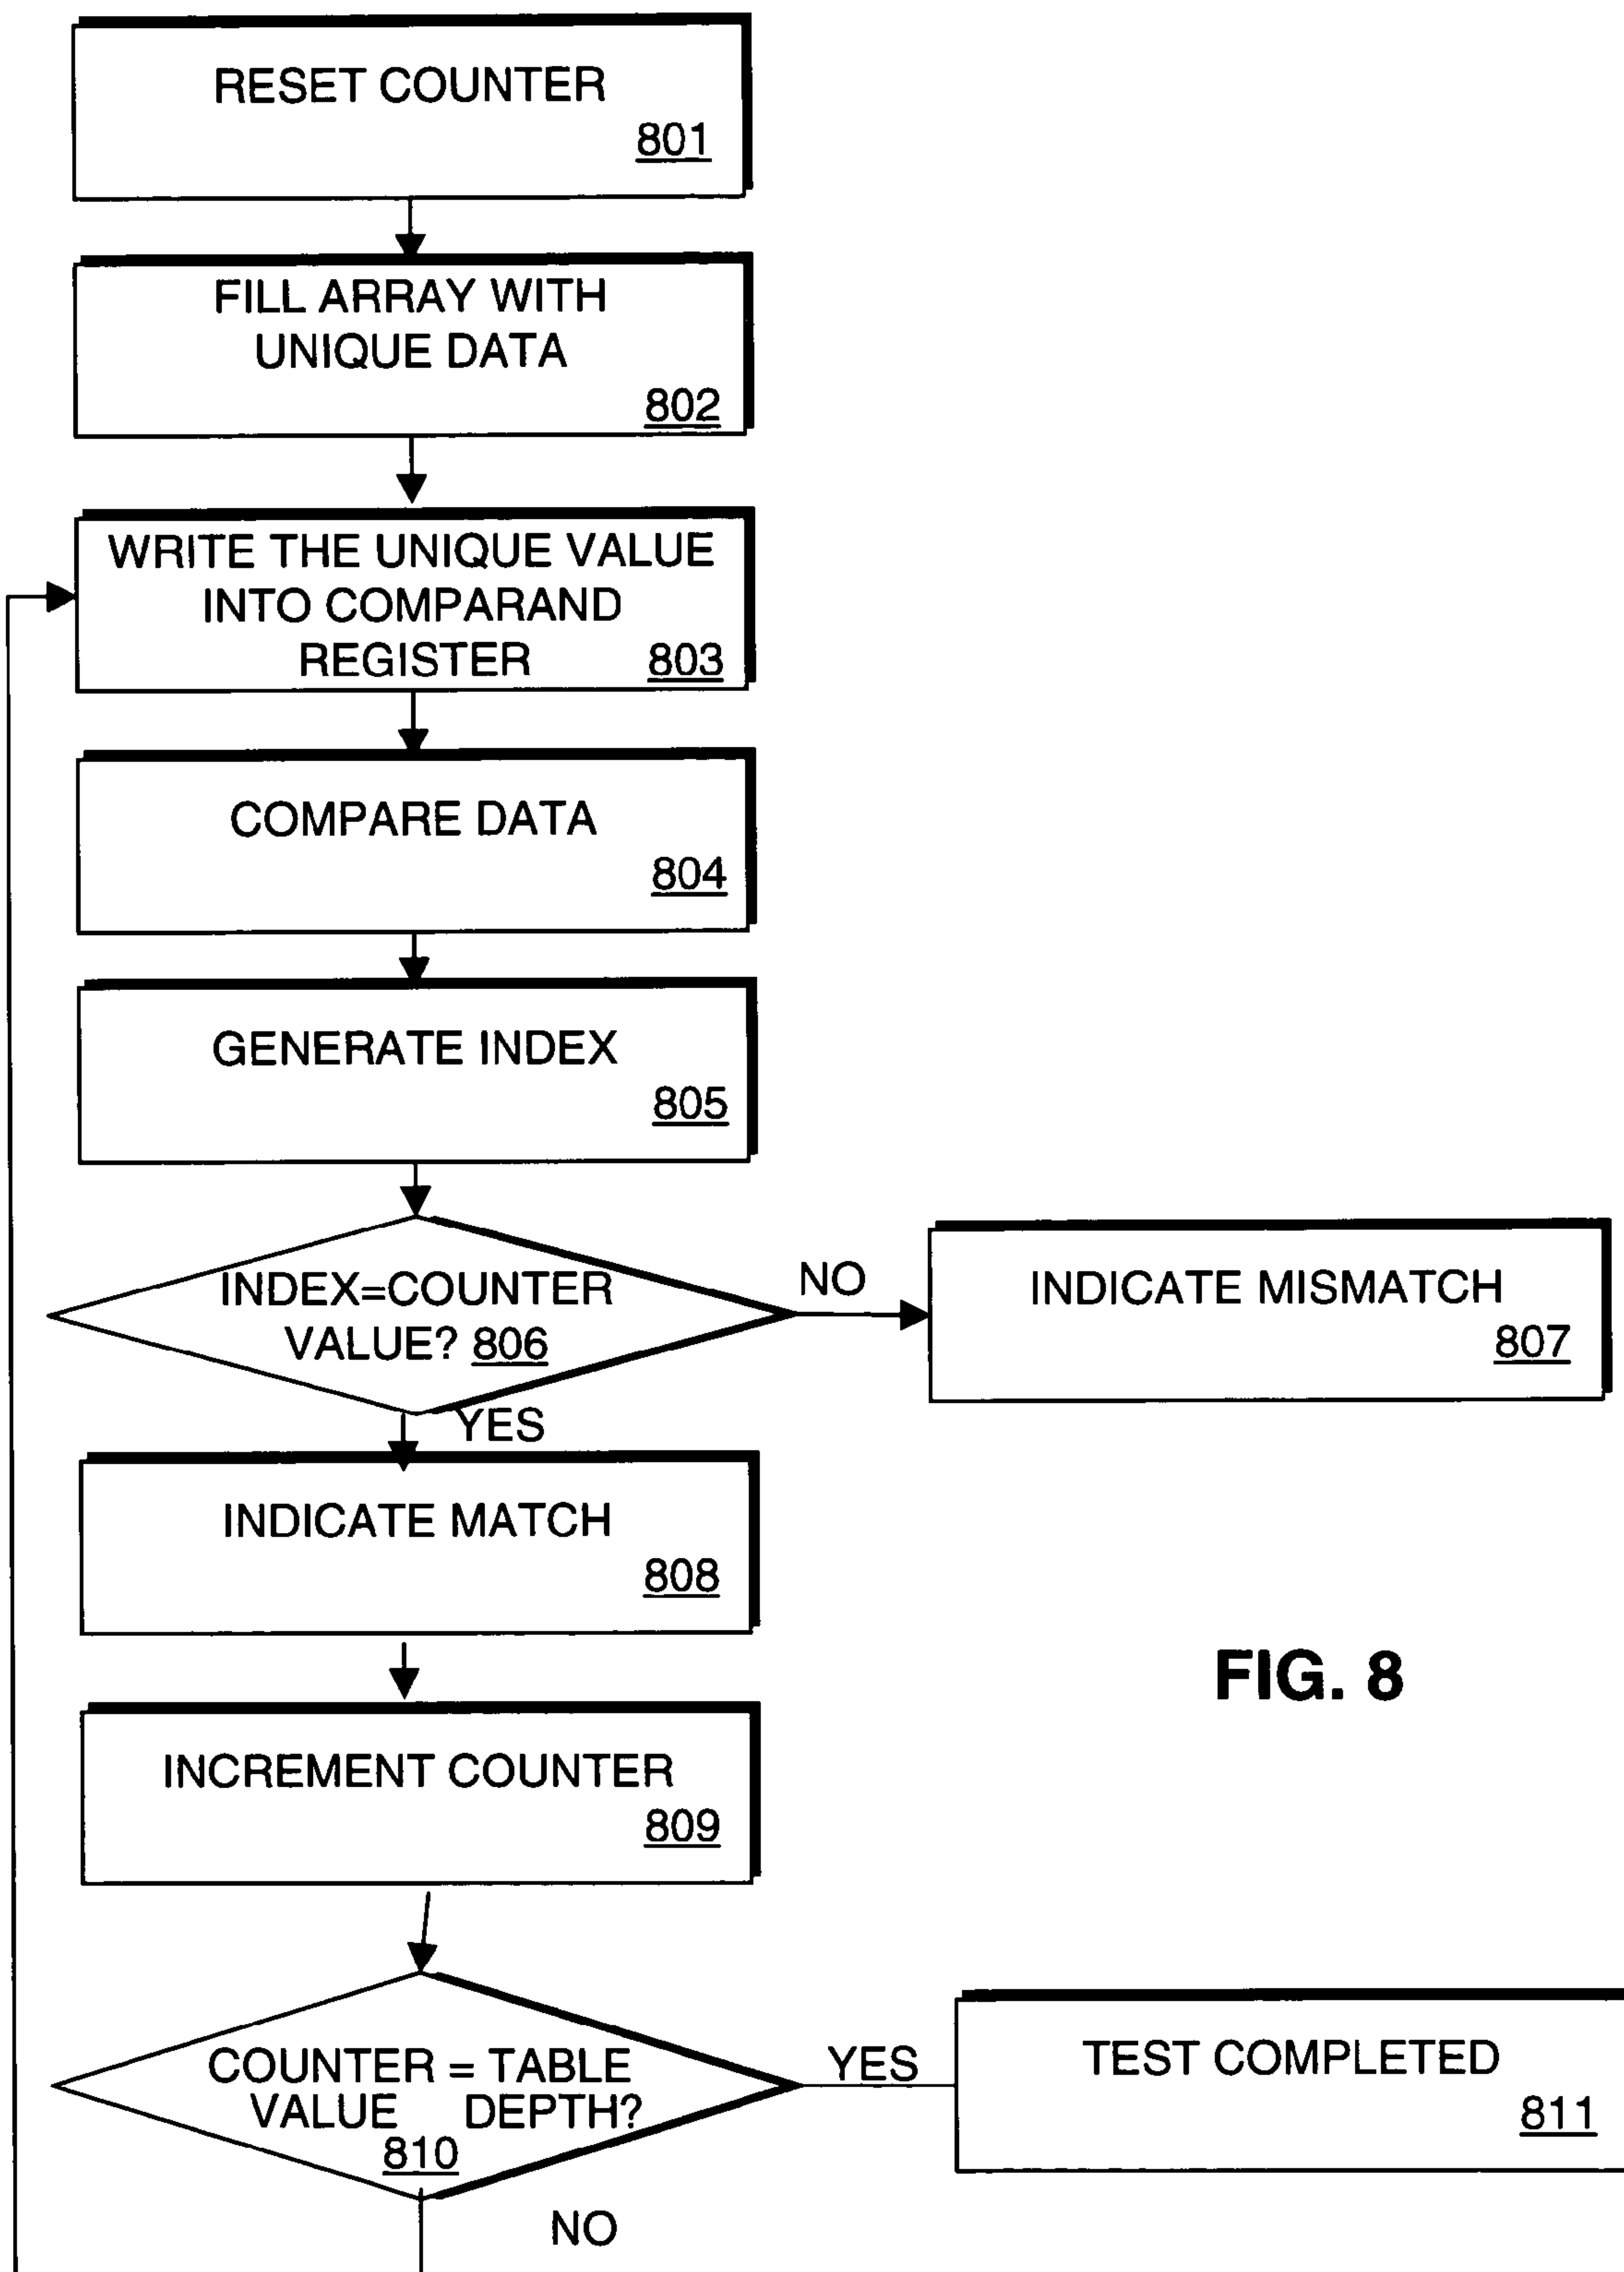 RESET COUNTER
801
FILL ARRAY WITH
UNIQUE DATA
802
WRITE THE UNIQUE VALUE
INTO COMPARAND
REGISTER 803
COMPARE DATA
804
GENERATE INDEX
805
INDEX=COUNTER
VALUE? 806
NO
INDICATE MISMATCH
807
YES
INDICATE MATCH
808
FIG. 8
INCREMENT COUNTER
809
COUNTER = TABLE
VALUE DEPTH?
810
YES
TEST COMPLETED
811
NO